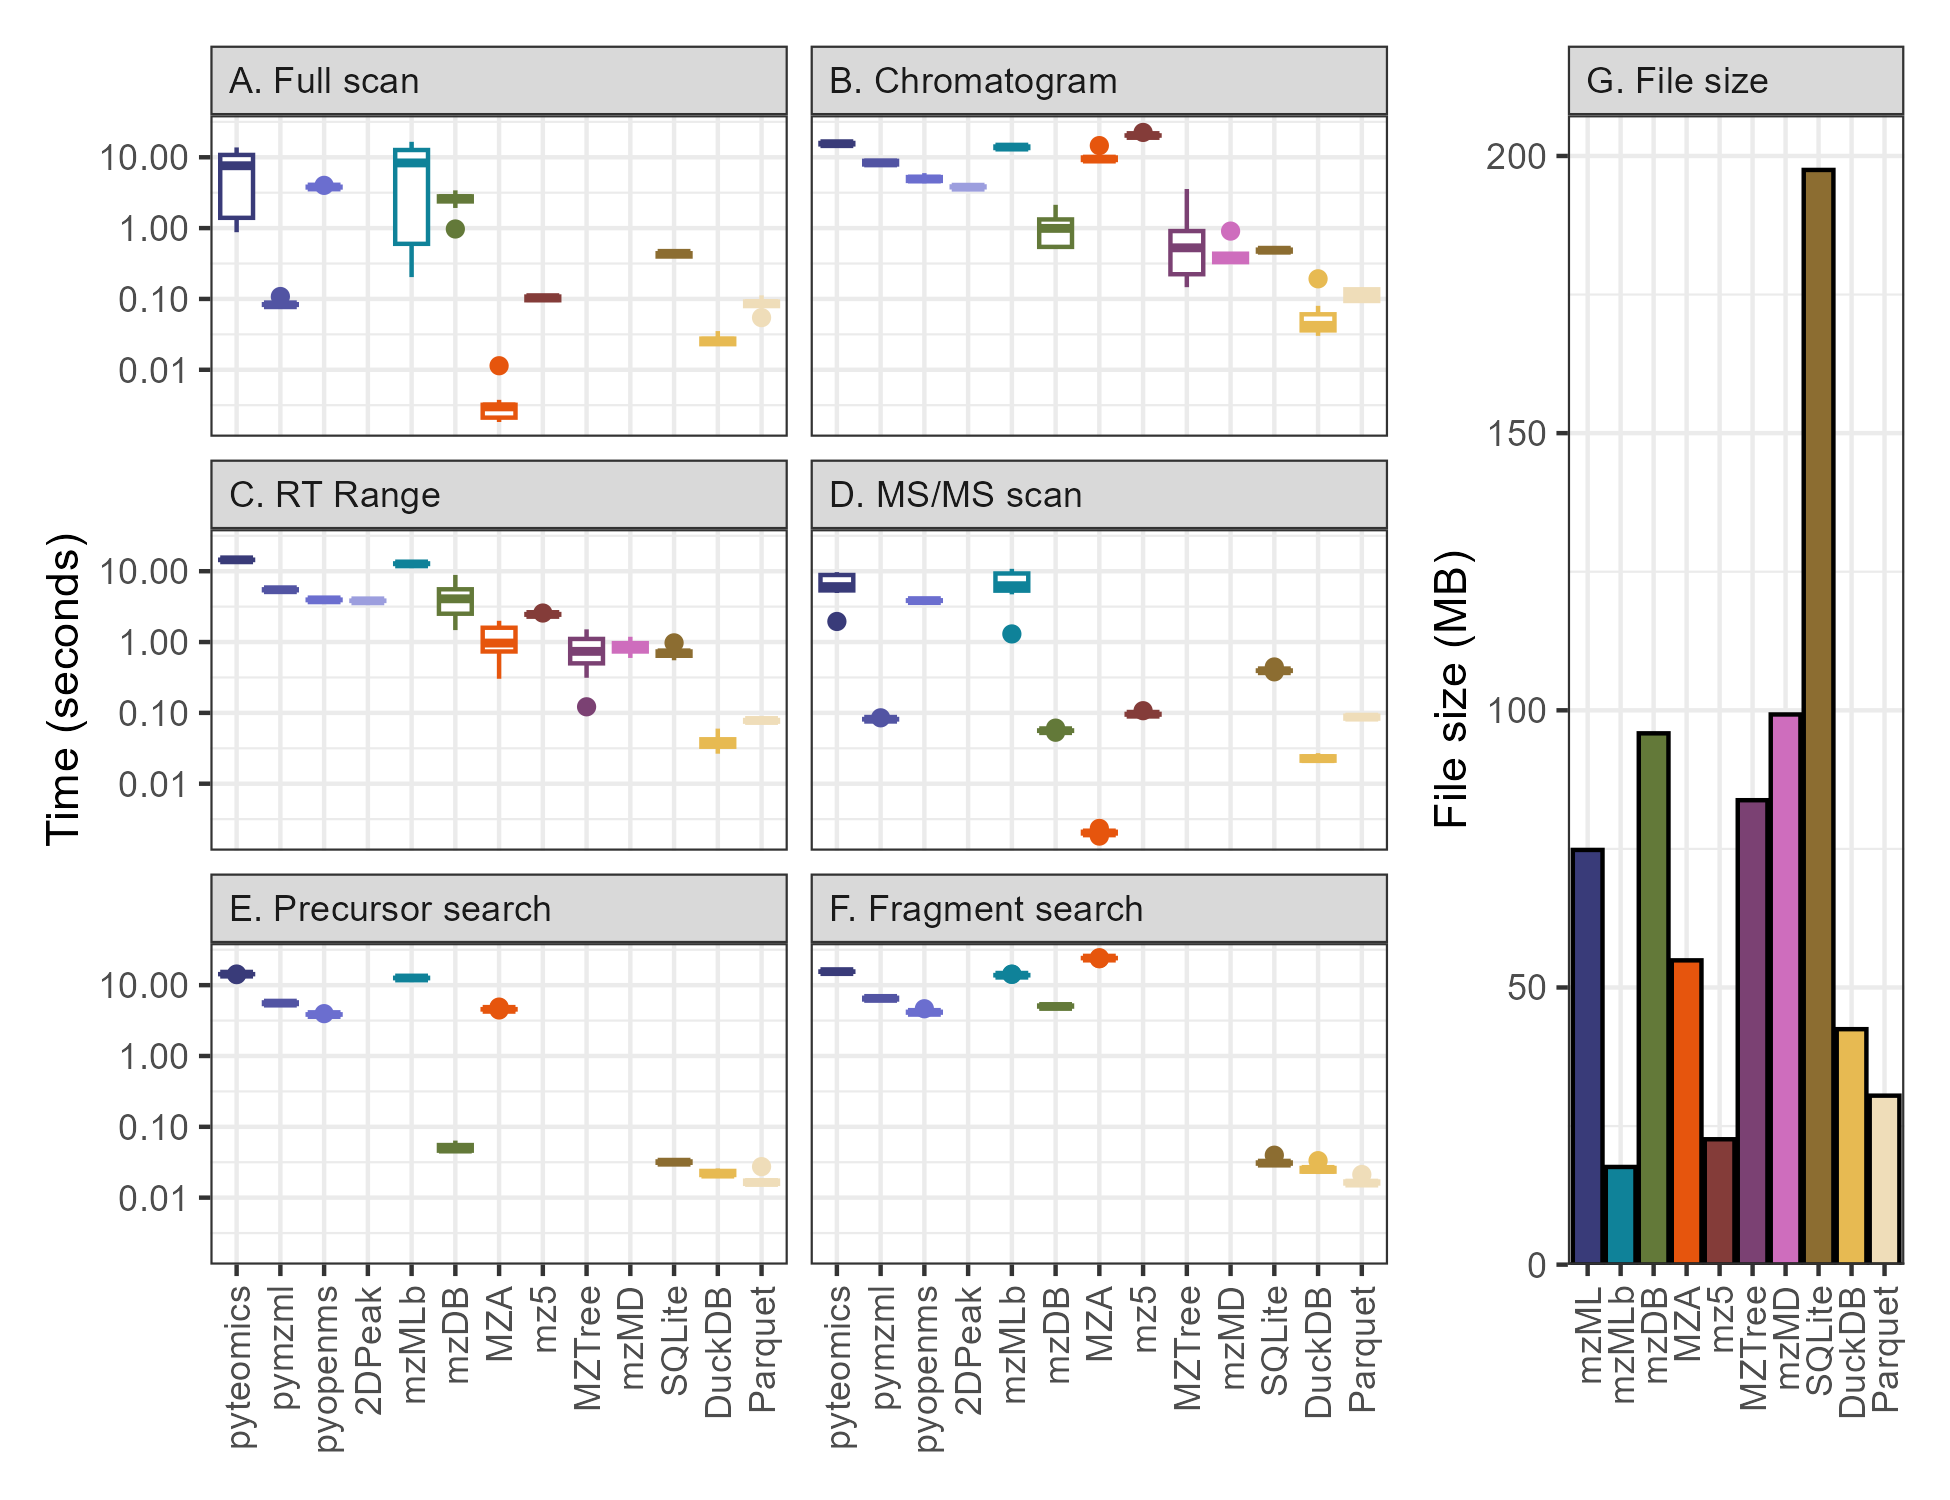 A. Full scan
B. Chromatogram
G. File size
10.00
1.00
0.10
0.01
C. RT Range
D. MS/MS scan
10.00
1.00
0.10
0.01
E. Precursor search
F. Fragment search
10.00
1.00
0.10
0.01
Time (seconds)
pyteomics
pymzml
pyopenms
2DPeak
mzMLb
mzDB
MZA
mz5
MZTree
mzMD
SQLite
DuckDB
Parquet
pyteomics
pymzml
pyopenms
2DPeak
mzMLb
mzDB
MZA
mz5
MZTree
mzMD
SQLite
DuckDB
Parquet
File size (MB)
200
150
100
50
0
mzML
mzMLb
mzDB
MZA
mz5
MZTree
mzMD
SQLite
DuckDB
Parquet